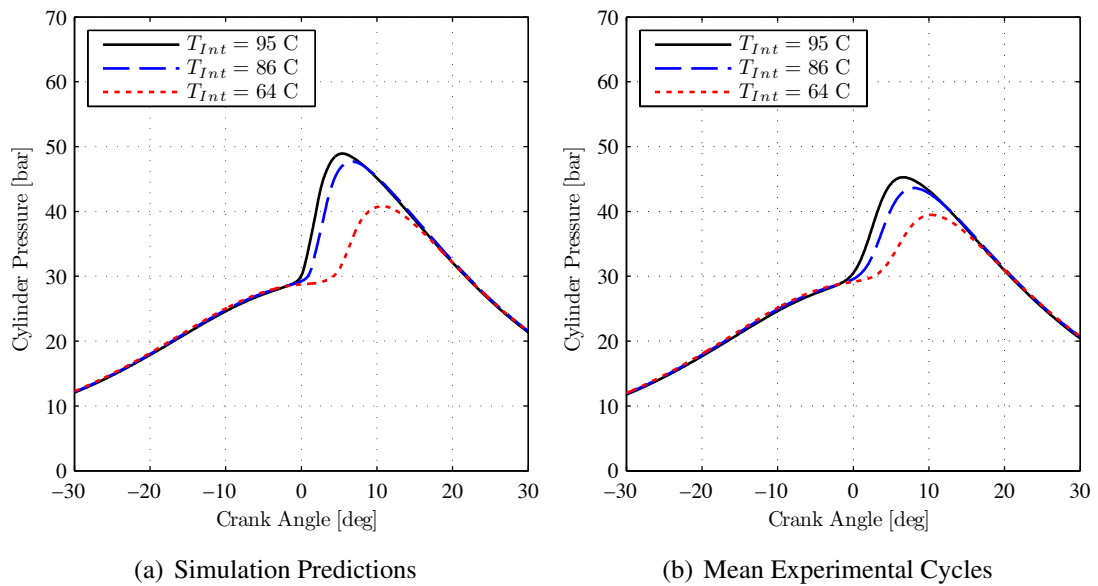 70
60
50
40
30
20
10
0
Cylinder Pressure [bar]
T_Int = 95 C
T_Int = 86 C
T_Int = 64 C
−30 −20 −10 0 10 20 30
Crank Angle [deg]
(a) Simulation Predictions
70
60
50
40
30
20
10
0
Cylinder Pressure [bar]
T_Int = 95 C
T_Int = 86 C
T_Int = 64 C
−30 −20 −10 0 10 20 30
Crank Angle [deg]
(b) Mean Experimental Cycles